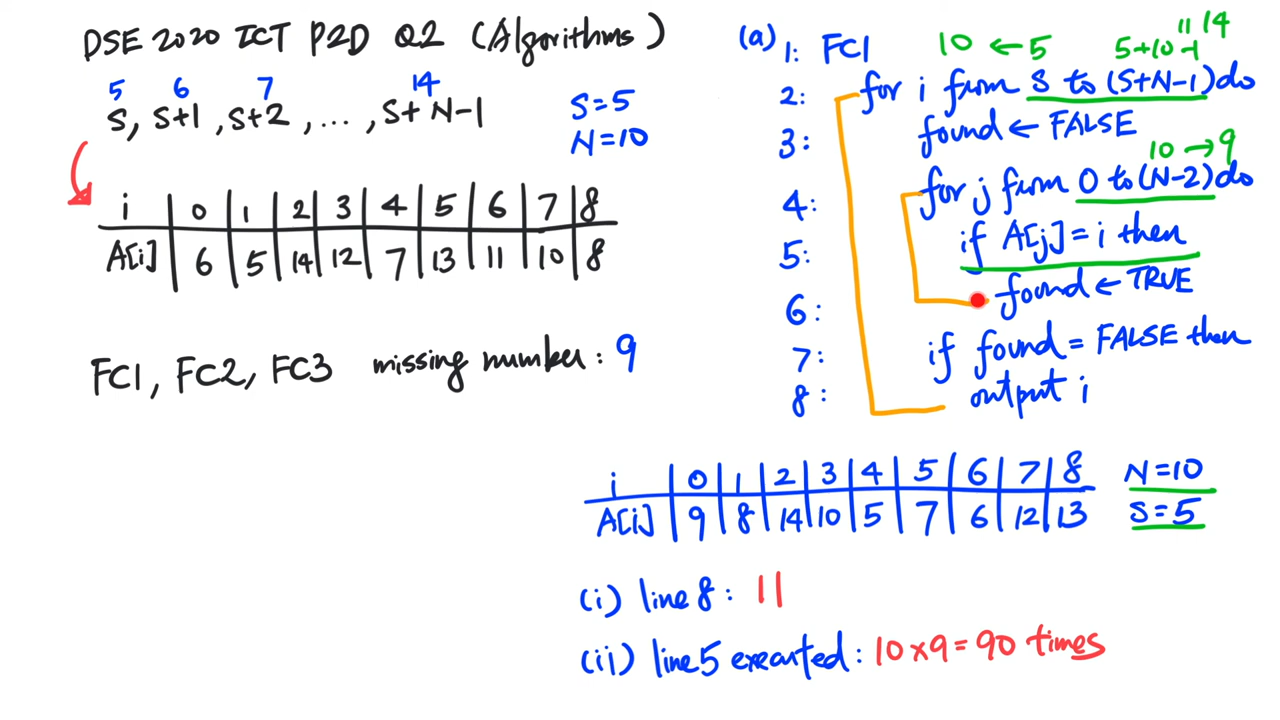 DSE 2020 ICT P2D Q2 (Algorithms)
5 6 7 14
S, S+1, S+2, ..., S+N-1
S=5
N=10
i 0 1 2 3 4 5 6 7 8
A[i] 6 5 14 12 7 13 11 10 8
FC1, FC2, FC3 missing number: 9
(a) 1: FC1
10 ← 5 5+10-1 = 14
2: for i from S to (S+N-1) do
3: found ← FALSE
10 → 9
4: for j from 0 to (N-2) do
5: if A[j] = i then
6: found ← TRUE
7: if found = FALSE then
8: output i
i 0 1 2 3 4 5 6 7 8
A[i] 9 8 14 10 5 7 6 12 13
N=10
S=5
(i) line 8: 11
(ii) line 5 executed: 10×9 = 90 times